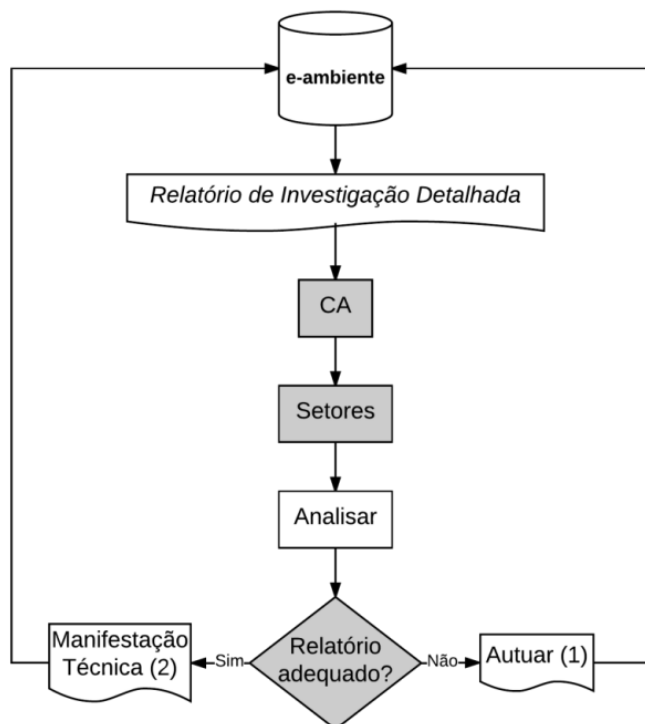 e-ambiente
Relatório de Investigação Detalhada
CA
Setores
Analisar
Relatório
adequado?
Sim
Manifestação
Técnica (2)
Não
Autuar (1)